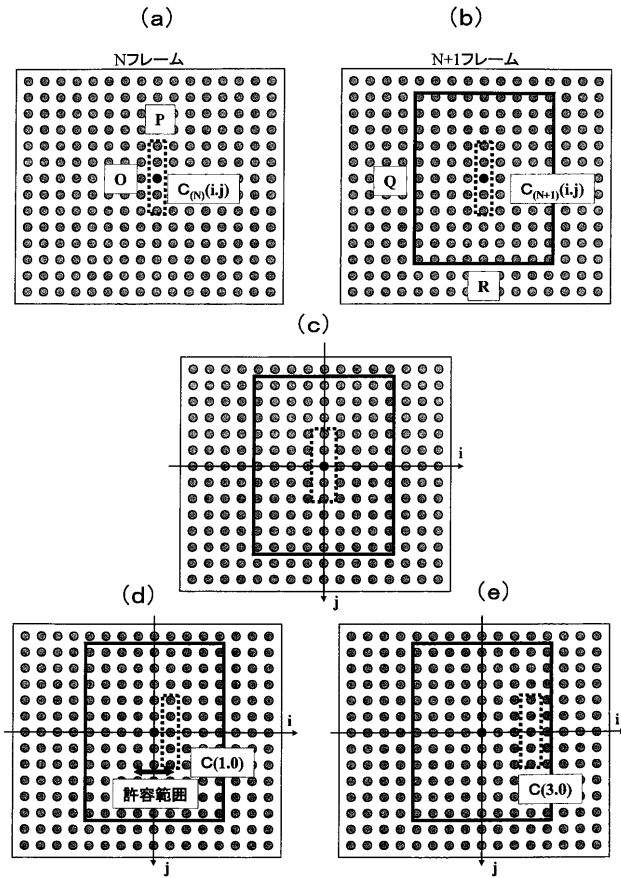 (a)
Nフレーム
P
O
C(N)(i.j)
(b)
N+1フレーム
Q
C(N+1)(i.j)
R
(c)
i
j
(d)
i
C(1.0)
許容範囲
j
(e)
i
C(3.0)
j